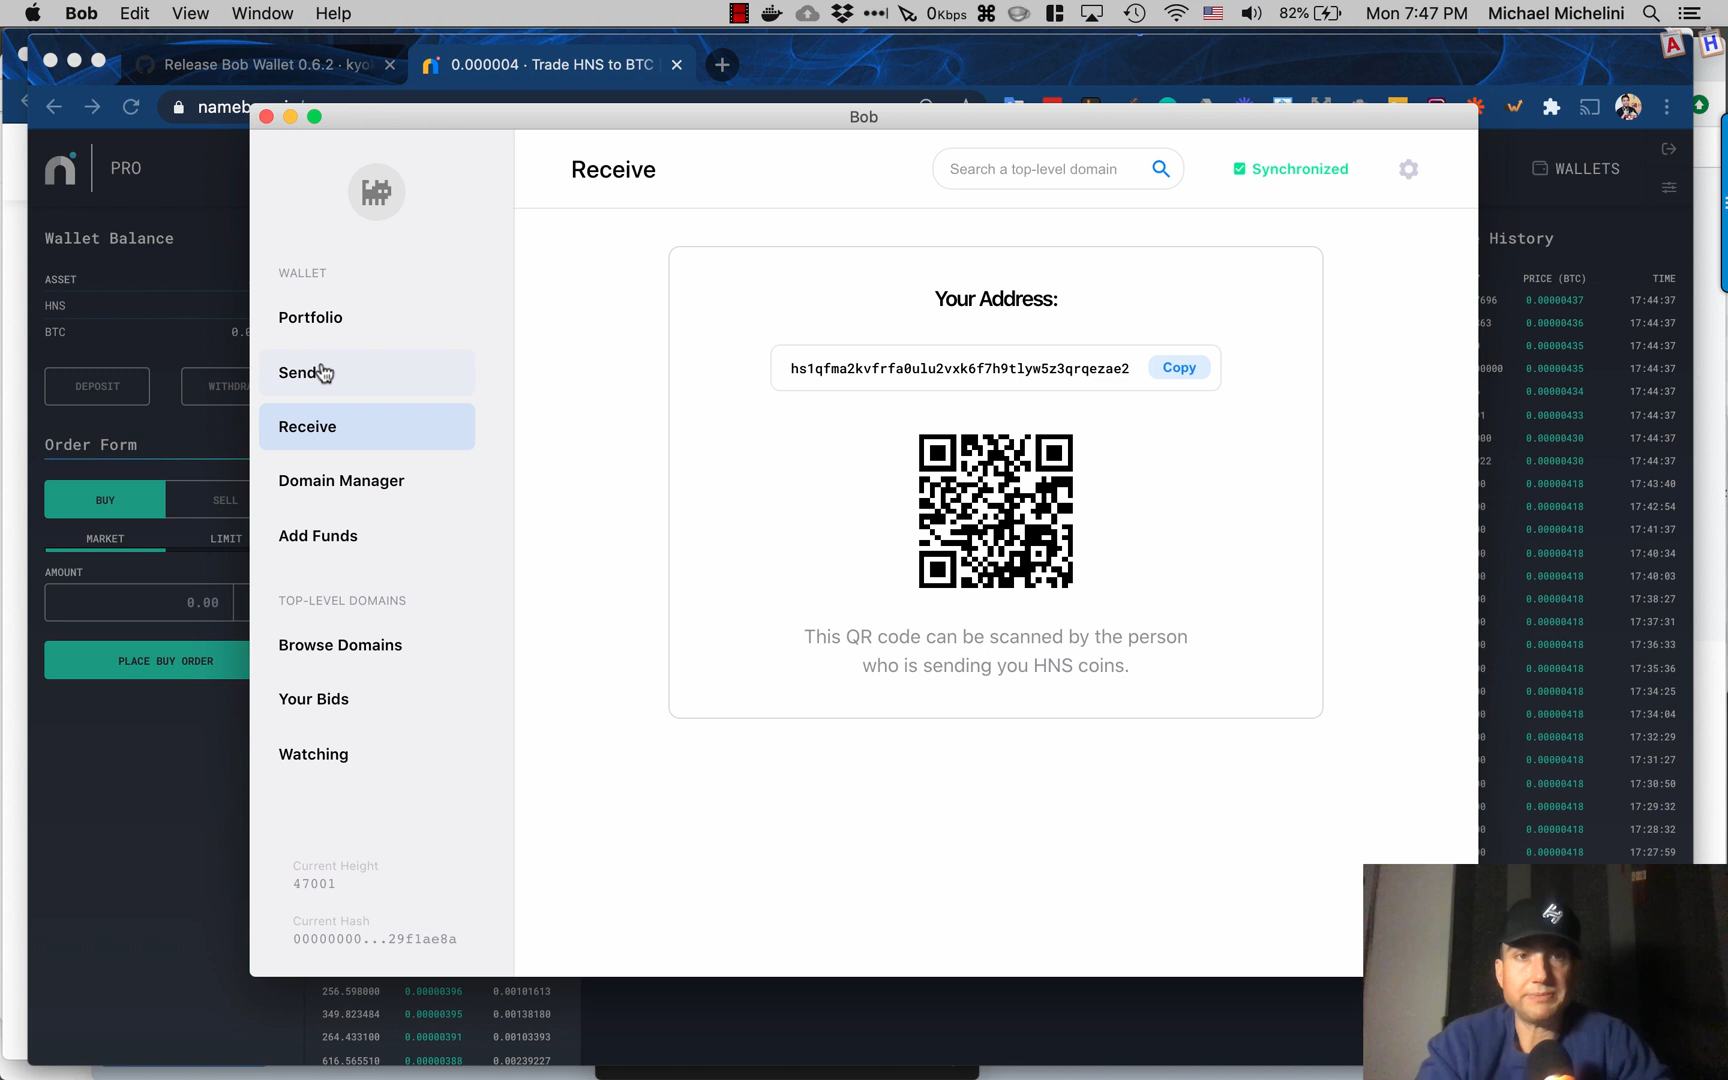 Bob Edit View Window Help
0Kbps 82% Mon 7:47 PM Michael Michelini
Release Bob Wallet 0.6.2 · kyo
0.000004 · Trade HNS to BTC
Bob
PRO
WALLETS
Wallet Balance
ASSET
HNS
BTC
DEPOSIT
Order Form
BUY SELL
MARKET LIMIT
AMOUNT
0.00
PLACE BUY ORDER
WALLET
Portfolio
Send
Receive
Domain Manager
Add Funds
TOP-LEVEL DOMAINS
Browse Domains
Your Bids
Watching
Current Height
47001
Current Hash
00000000...29f1ae8a
Receive
Search a top-level domain
Synchronized
Your Address:
hs1qfma2kvfrfa0ulu2vxk6f7h9tlyw5z3qrqezae2 Copy
This QR code can be scanned by the person
who is sending you HNS coins.
History
PRICE (BTC) TIME
0.00000437 17:44:37
0.00000436 17:44:37
0.00000435 17:44:37
0.00000435 17:44:37
0.00000434 17:44:37
0.00000433 17:44:37
0.00000430 17:44:37
0.00000430 17:44:37
0.00000418 17:43:40
0.00000418 17:42:54
0.00000418 17:41:37
0.00000418 17:40:34
0.00000418 17:40:03
0.00000418 17:38:27
0.00000418 17:37:31
0.00000418 17:36:33
0.00000418 17:35:36
0.00000418 17:34:25
0.00000418 17:34:04
0.00000418 17:32:29
0.00000418 17:31:27
0.00000418 17:30:50
0.00000418 17:29:32
0.00000418 17:28:32
0.00000418 17:27:59
256.598000 0.00000396 0.00101613
349.823484 0.00000395 0.00138180
264.433100 0.00000391 0.00103393
616.565510 0.00000388 0.00239227